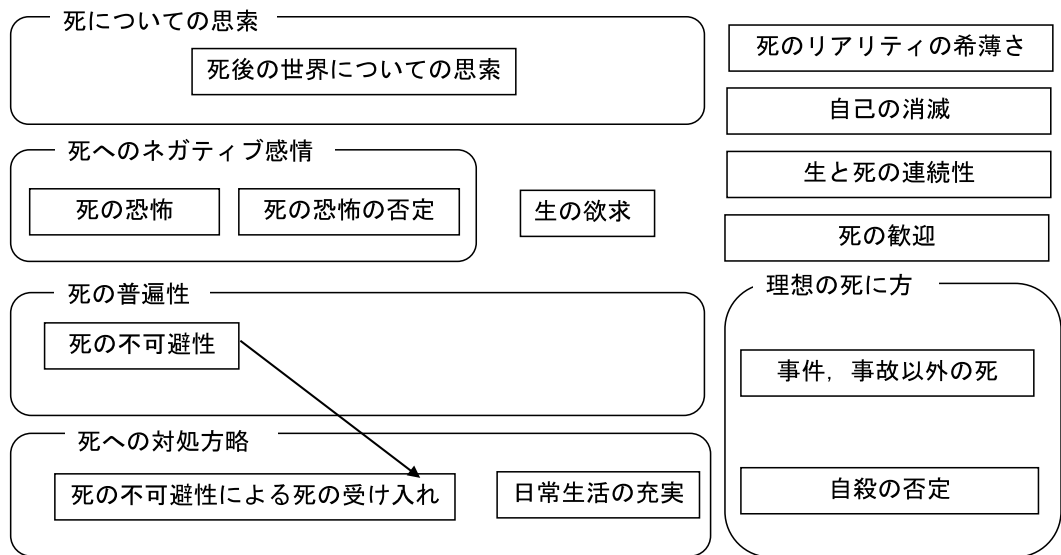 死についての思索
死後の世界についての思索
死へのネガティブ感情
死の恐怖
死の恐怖の否定
生の欲求
死の普遍性
死の不可避性
死への対処方略
死の不可避性による死の受け入れ
日常生活の充実
死のリアリティの希薄さ
自己の消滅
生と死の連続性
死の歓迎
理想の死に方
事件，事故以外の死
自殺の否定